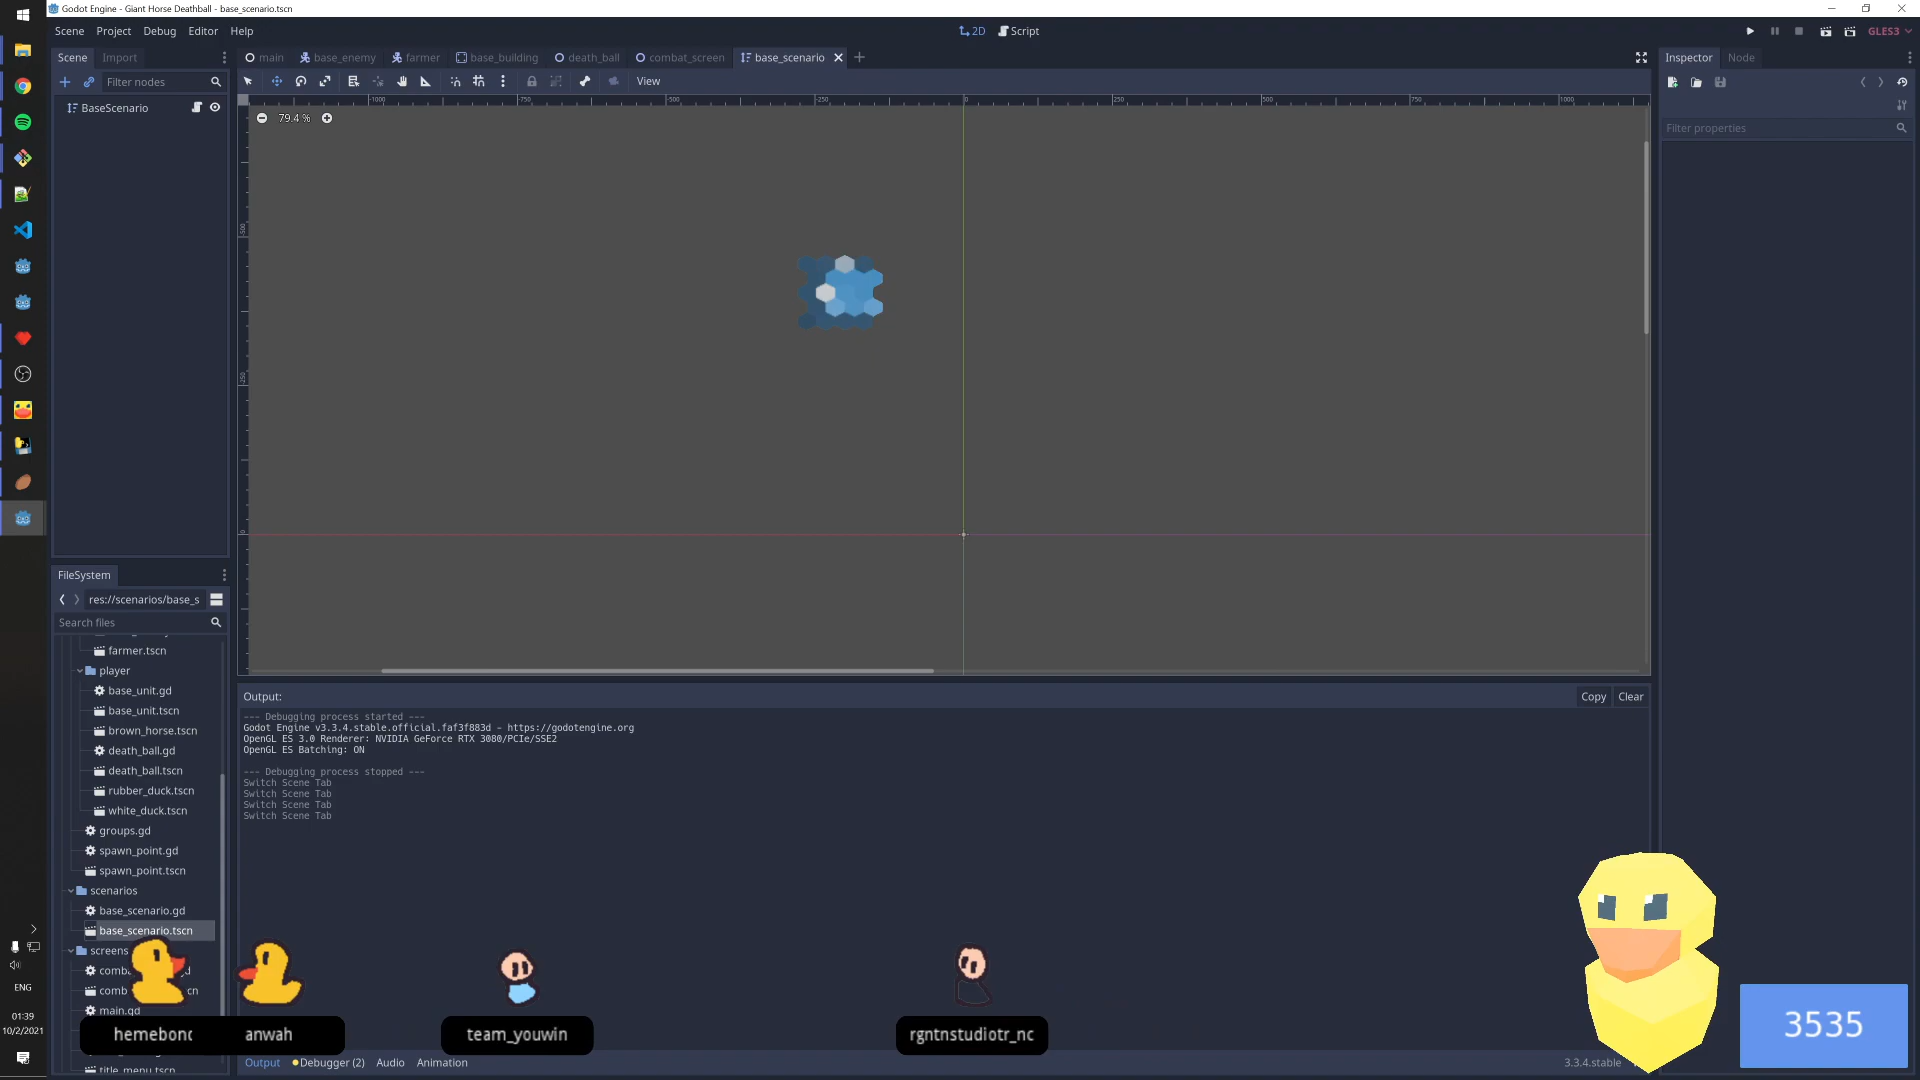 Godot Engine - Giant Horse Deathball - base_scenario.tscn
Scene Project Debug Editor Help
2D Script
GLES3
Scene Import
main base_enemy farmer base_building death_ball combat_screen base_scenario
Inspector Node
Filter nodes
View
BaseScenario
79.4 %
Filter properties
FileSystem
res://scenarios/base_s
Search files
farmer.tscn
player
base_unit.gd
base_unit.tscn
brown_horse.tscn
death_ball.gd
death_ball.tscn
rubber_duck.tscn
white_duck.tscn
groups.gd
spawn_point.gd
spawn_point.tscn
scenarios
base_scenario.gd
base_scenario.tscn
screens
main.gd
title_menu.tscn
Output:
Copy Clear
--- Debugging process started ---
Godot Engine v3.3.4.stable.official.faf3f883d - https://godotengine.org
OpenGL ES 3.0 Renderer: NVIDIA GeForce RTX 3080/PCIe/SSE2
OpenGL ES Batching: ON
--- Debugging process stopped ---
Switch Scene Tab
Switch Scene Tab
Switch Scene Tab
Switch Scene Tab
hemebond
anwah
team_youwin
rgntnstudiotr_nc
3535
Output Debugger (2) Audio Animation
3.3.4.stable
ENG
01:39
10/2/2021